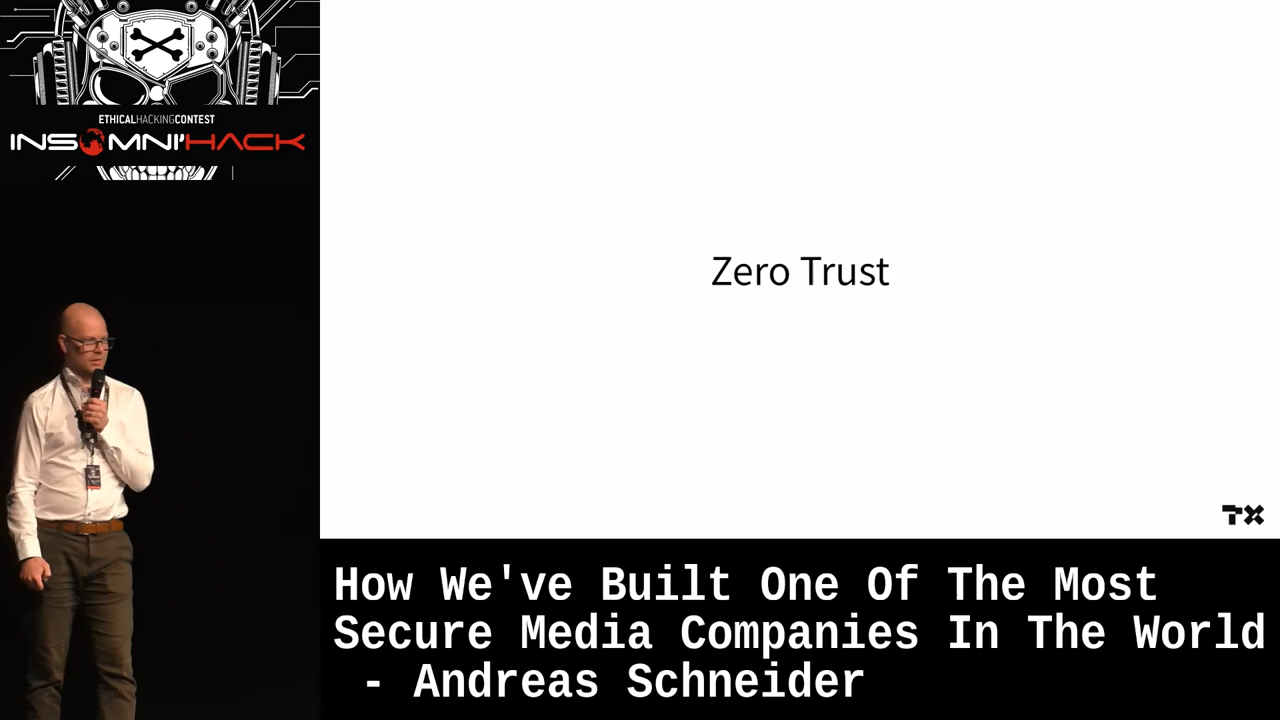 ETHICALHACKINGCONTEST
INSOMNI'HACK
Zero Trust
TX
How We've Built One Of The Most
Secure Media Companies In The World
- Andreas Schneider